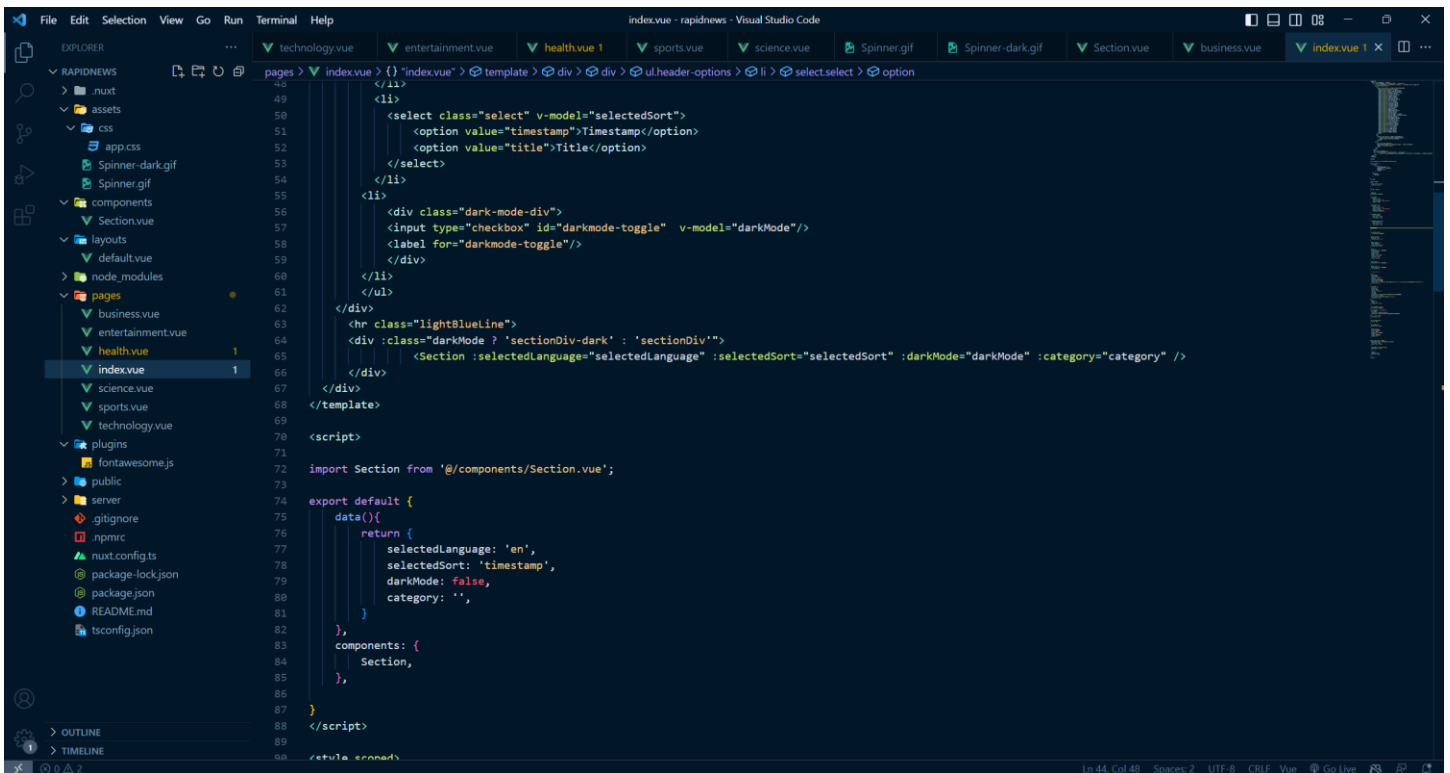 File Edit Selection View Go Run Terminal Help index.vue - rapidnews - Visual Studio Code
EXPLORER
technology.vue entertainment.vue health.vue 1 sports.vue science.vue Spinner.gif Spinner-dark.gif Section.vue business.vue index.vue 1
RAPIDNEWS
.nuxt
assets
css
app.css
Spinner-dark.gif
Spinner.gif
components
Section.vue
layouts
default.vue
node_modules
pages
business.vue
entertainment.vue
health.vue 1
index.vue 1
science.vue
sports.vue
technology.vue
plugins
fontawesome.js
public
server
.gitignore
.npmrc
nuxt.config.ts
package-lock.json
package.json
README.md
tsconfig.json
OUTLINE
TIMELINE
1
pages > index.vue > {} "index.vue" > template > div > div > ul.header-options > li > select.select > option
48 </li>
49 <li>
50 <select class="select" v-model="selectedSort">
51 <option value="timestamp">Timestamp</option>
52 <option value="title">Title</option>
53 </select>
54 </li>
55 <li>
56 <div class="dark-mode-div">
57 <input type="checkbox" id="darkmode-toggle"  v-model="darkMode"/>
58 <label for="darkmode-toggle"/>
59 </div>
60 </li>
61 </ul>
62 </div>
63 <hr class="lightBlueLine">
64 <div :class="darkMode ? 'sectionDiv-dark' : 'sectionDiv'">
65 <Section :selectedLanguage="selectedLanguage" :selectedSort="selectedSort" :darkMode="darkMode" :category="category" />
66 </div>
67 </div>
68 </template>
69
70 <script>
71
72 import Section from '@/components/Section.vue';
73
74 export default {
75 data(){
76 return {
77 selectedLanguage: 'en',
78 selectedSort: 'timestamp',
79 darkMode: false,
80 category: '',
81 }
82 },
83 components: {
84 Section,
85 },
86
87 }
88 </script>
89
90 <style scoped>
0 2 Ln 44, Col 48 Spaces: 2 UTF-8 CRLF Vue Go Live